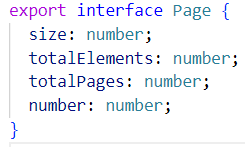 export interface Page {
  size: number;
  totalElements: number;
  totalPages: number;
  number: number;
}